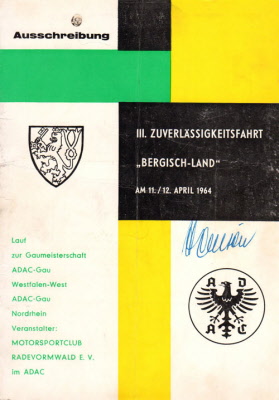 Ausschreibung
III. ZUVERLÄSSIGKEITSFAHRT
„BERGISCH-LAND"
AM 11./12. APRIL 1964
Lauf
zur Gaumeisterschaft
ADAC-Gau
Westfalen-West
ADAC-Gau
Nordrhein
Veranstalter:
MOTORSPORTCLUB
RADEVORMWALD E. V.
im ADAC
A D
A C